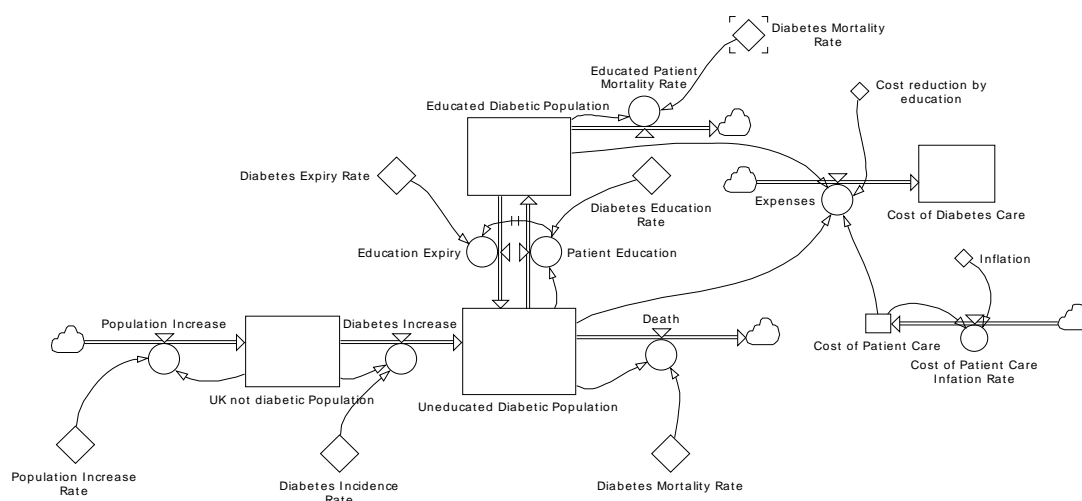 Diabetes Mortality
Rate
Educated Patient
Mortality Rate
Cost reduction by
education
Educated Diabetic Population
Diabetes Expiry Rate
Diabetes Education
Rate
Expenses
Cost of Diabetes Care
Education Expiry
Patient Education
Inflation
Population Increase
Diabetes Increase
Death
Cost of Patient Care
Cost of Patient Care
Infation Rate
UK not diabetic Population
Uneducated Diabetic Population
Population Increase
Rate
Diabetes Incidence
Rate
Diabetes Mortality Rate